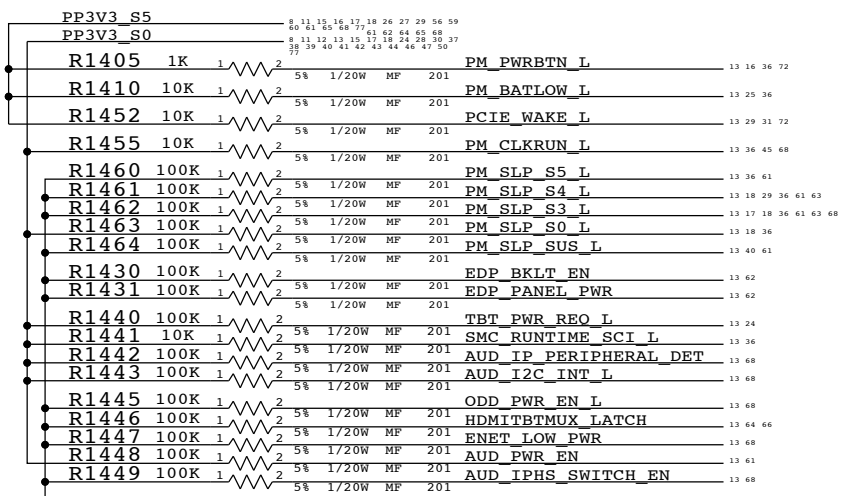 PP3V3_S5 8 11 15 16 17 18 26 27 29 56 59
60 61 65 68 77
PP3V3_S0 61 62 64 65 68
8 11 12 13 15 17 18 24 28 30 37
38 39 40 41 42 43 44 46 47 50
77
R1405 1K 1 2 PM_PWRBTN_L 13 16 36 72
5% 1/20W MF 201
R1410 10K 1 2 PM_BATLOW_L 13 25 36
5% 1/20W MF 201
R1452 10K 1 2 PCIE_WAKE_L 13 29 31 72
5% 1/20W MF 201
R1455 10K 1 2 PM_CLKRUN_L 13 36 45 68
5% 1/20W MF 201
R1460 100K 1 2 PM_SLP_S5_L 13 36 61
5% 1/20W MF 201
R1461 100K 1 2 PM_SLP_S4_L 13 18 29 36 61 63
5% 1/20W MF 201
R1462 100K 1 2 PM_SLP_S3_L 13 17 18 36 61 63 68
5% 1/20W MF 201
R1463 100K 1 2 PM_SLP_S0_L 13 18 36
5% 1/20W MF 201
R1464 100K 1 2 PM_SLP_SUS_L 13 40 61
5% 1/20W MF 201
R1430 100K 1 2 EDP_BKLT_EN 13 62
5% 1/20W MF 201
R1431 100K 1 2 EDP_PANEL_PWR 13 62
5% 1/20W MF 201
R1440 100K 1 2 TBT_PWR_REQ_L 13 24
5% 1/20W MF 201
R1441 10K 1 2 SMC_RUNTIME_SCI_L 13 36
5% 1/20W MF 201
R1442 100K 1 2 AUD_IP_PERIPHERAL_DET 13 68
5% 1/20W MF 201
R1443 100K 1 2 AUD_I2C_INT_L 13 68
5% 1/20W MF 201
R1445 100K 1 2 ODD_PWR_EN_L 13 68
5% 1/20W MF 201
R1446 100K 1 2 HDMITBTMUX_LATCH 13 64 66
5% 1/20W MF 201
R1447 100K 1 2 ENET_LOW_PWR 13 68
5% 1/20W MF 201
R1448 100K 1 2 AUD_PWR_EN 13 61
5% 1/20W MF 201
R1449 100K 1 2 AUD_IPHS_SWITCH_EN 13 68
5% 1/20W MF 201